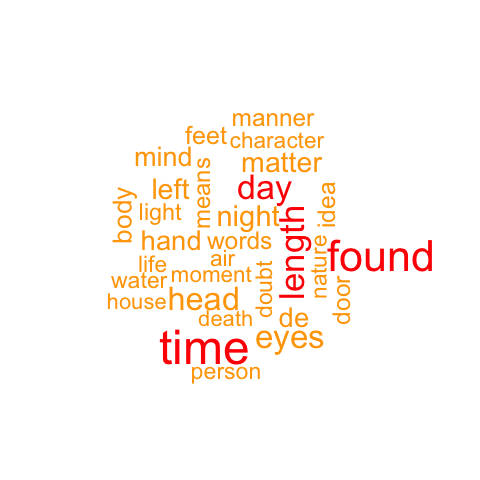 manner
feet
character
mind
matter
means
left
day
body
light
night
idea
length
hand
words
found
air
nature
life
moment
doubt
water
door
house
head
death
de
eyes
time
person